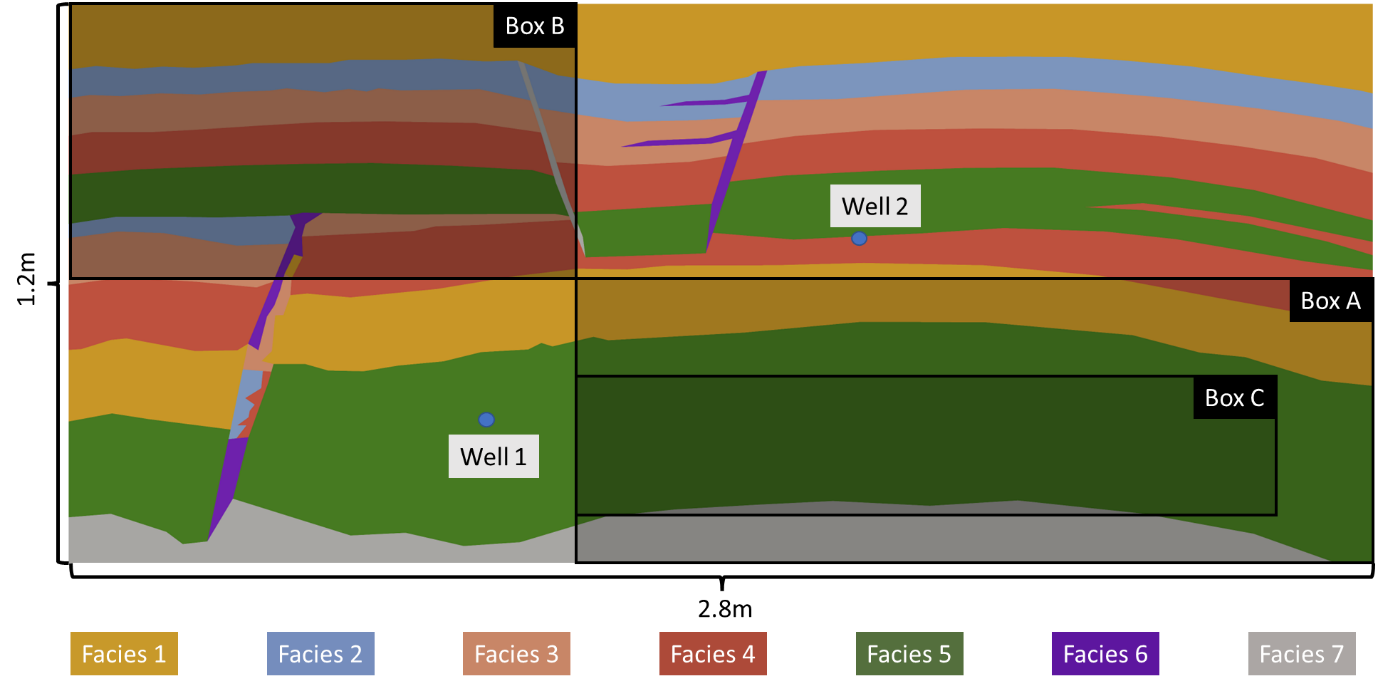 Box B
Well 2
1.2m
Box A
Box C
Well 1
2.8m
Facies 1 Facies 2 Facies 3 Facies 4 Facies 5 Facies 6 Facies 7